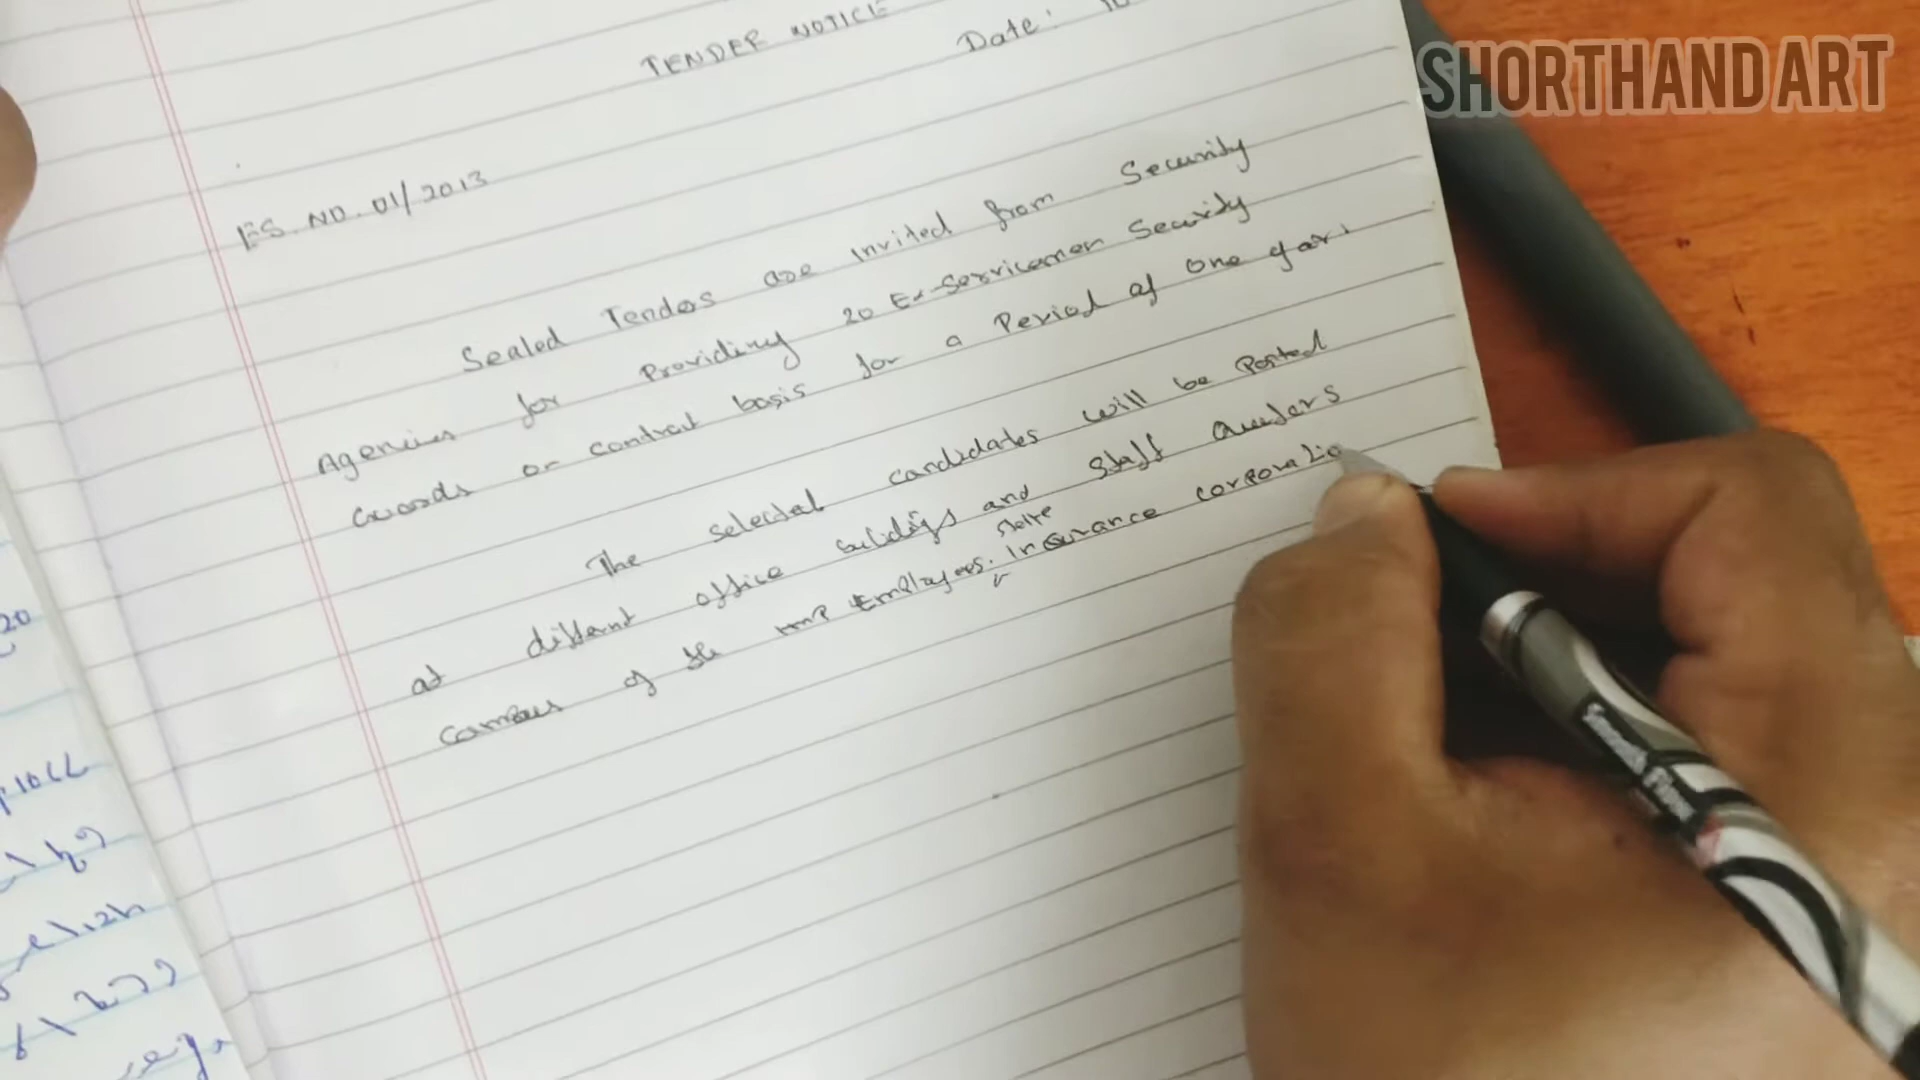 SHORTHAND ART
TENDER NOTICE
Date:
ES. NO. 01/2013
Sealed Tenders are invited from Security
Agencies for Providing 20 Ex-Servicemen Security
Guards on contract basis for a Period of one year.
The selected candidates will be Posted
at different office buildings and Staff Quarters
campus of the Employees. State Insurance corporatio
20